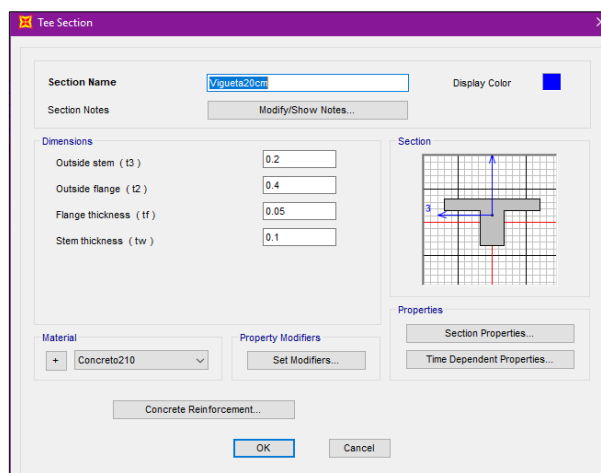 Tee Section
Section Name
Vigueta20cm
Display Color
Section Notes
Modify/Show Notes...
Dimensions
Outside stem ( t3 )
0.2
Outside flange ( t2 )
0.4
Flange thickness ( tf )
0.05
Stem thickness ( tw )
0.1
Section
3
Properties
Section Properties...
Time Dependent Properties...
Material
+
Concreto210
Property Modifiers
Set Modifiers...
Concrete Reinforcement...
OK
Cancel